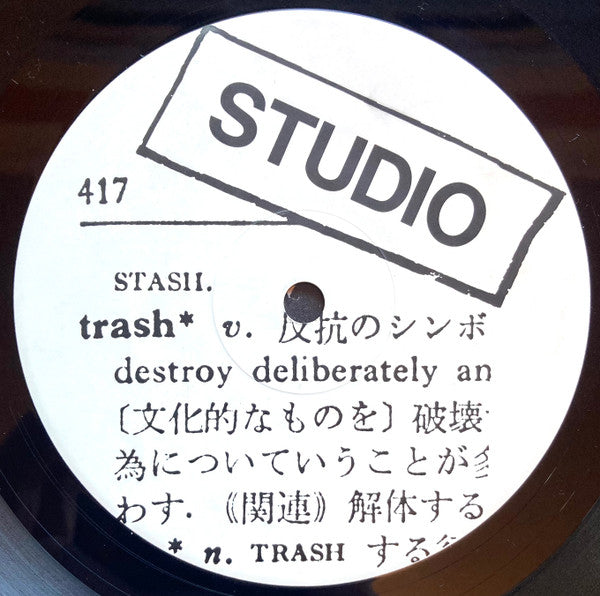 STUDIO
417
STASH.
trash* v. 反抗のシンボ
destroy deliberately an
〔文化的なものを〕破壊
為についていうことが多
わす.《関連》解体する
* n. TRASH する